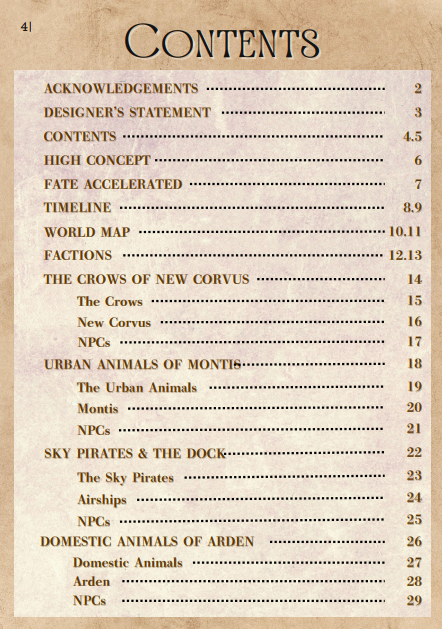 4|
CONTENTS
ACKNOWLEDGEMENTS 2
DESIGNER'S STATEMENT 3
CONTENTS 4.5
HIGH CONCEPT 6
FATE ACCELERATED 7
TIMELINE 8.9
WORLD MAP 10.11
FACTIONS 12.13
THE CROWS OF NEW CORVUS 14
The Crows 15
New Corvus 16
NPCs 17
URBAN ANIMALS OF MONTIS 18
The Urban Animals 19
Montis 20
NPCs 21
SKY PIRATES & THE DOCK 22
The Sky Pirates 23
Airships 24
NPCs 25
DOMESTIC ANIMALS OF ARDEN 26
Domestic Animals 27
Arden 28
NPCs 29